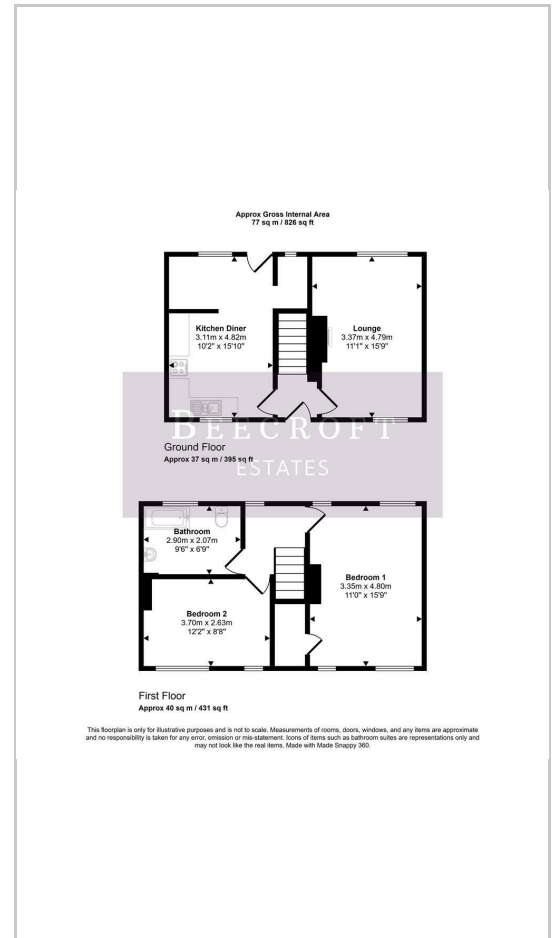 Approx Gross Internal Area
77 sq m / 826 sq ft
Kitchen Diner
3.11m x 4.82m
10'2" x 15'10"
Lounge
3.37m x 4.79m
11'1" x 15'9"
BEECROFT
ESTATES
Ground Floor
Approx 37 sq m / 395 sq ft
Bathroom
2.90m x 2.07m
9'6" x 6'9"
Bedroom 1
3.35m x 4.80m
11'0" x 15'9"
Bedroom 2
3.70m x 2.63m
12'2" x 8'8"
First Floor
Approx 40 sq m / 431 sq ft
This floorplan is only for illustrative purposes and is not to scale. Measurements of rooms, doors, windows, and any items are approximate
and no responsibility is taken for any error, omission or mis-statement. Icons of items such as bathroom suites are representations only and
may not look like the real items. Made with Made Snappy 360.